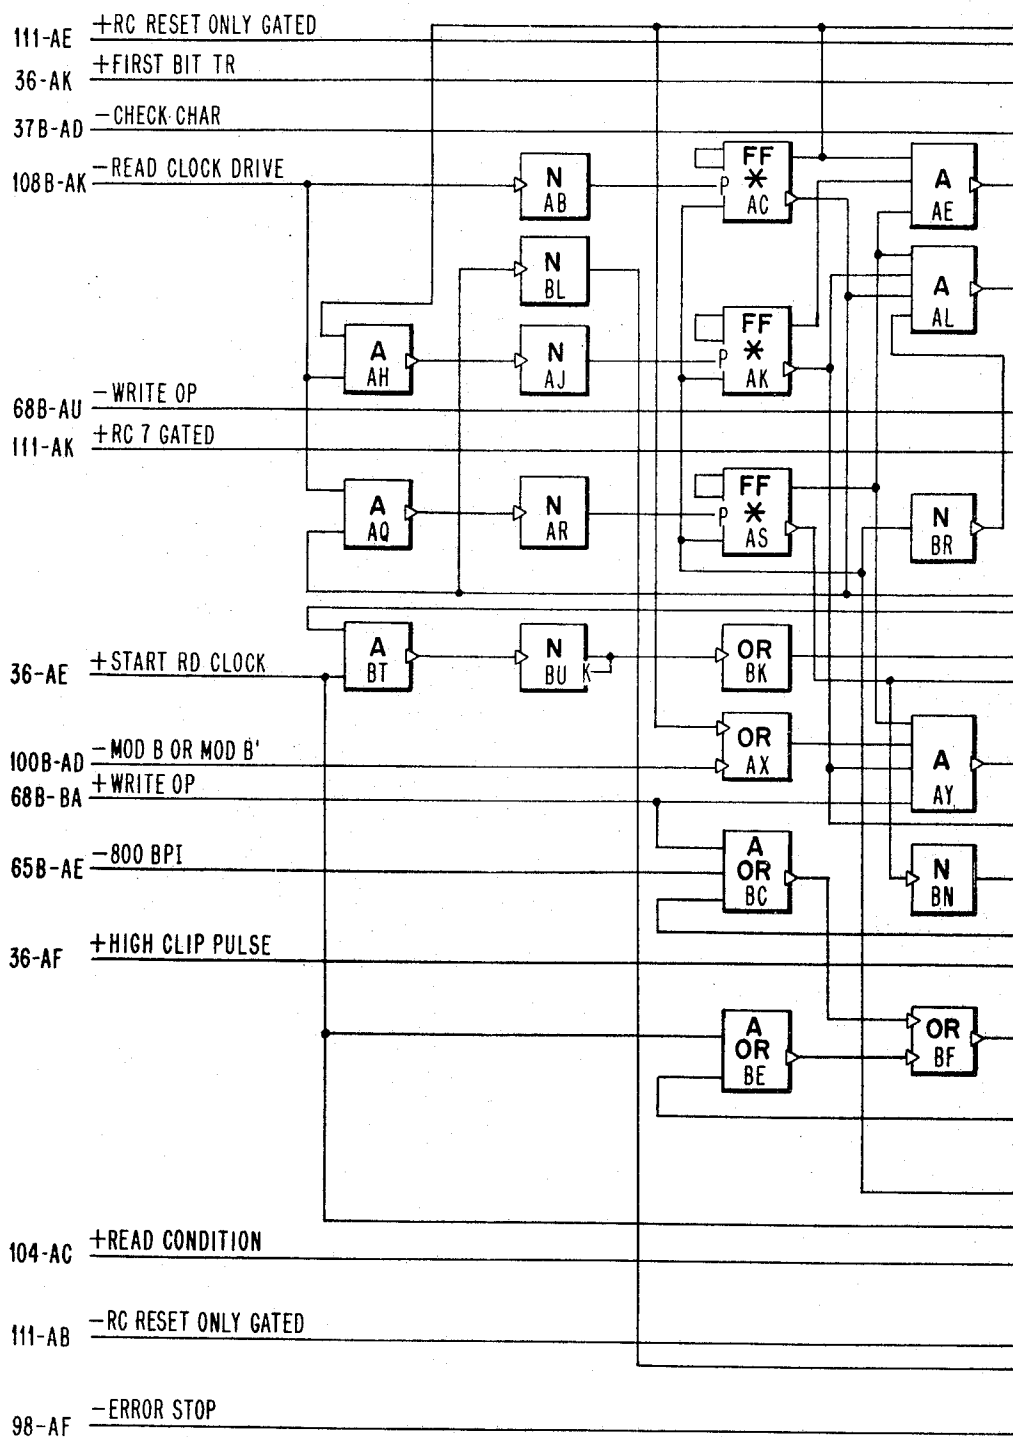 111-AE +RC RESET ONLY GATED
36-AK +FIRST BIT TR
37B-AD -CHECK CHAR
108B-AK -READ CLOCK DRIVE
N
AB
FF
*
P
AC
A
AE
N
BL
A
AL
A
AH
N
AJ
FF
*
P
AK
68B-AU -WRITE OP
111-AK +RC 7 GATED
A
AQ
N
AR
FF
*
P
AS
N
BR
36-AE +START RD CLOCK
A
BT
N
BU K
OR
BK
100B-AD -MOD B OR MOD B'
OR
AX
A
AY
68B-BA +WRITE OP
65B-AE -800 BPI
A
OR
BC
N
BN
36-AF +HIGH CLIP PULSE
A
OR
BE
OR
BF
104-AC +READ CONDITION
111-AB -RC RESET ONLY GATED
98-AF -ERROR STOP